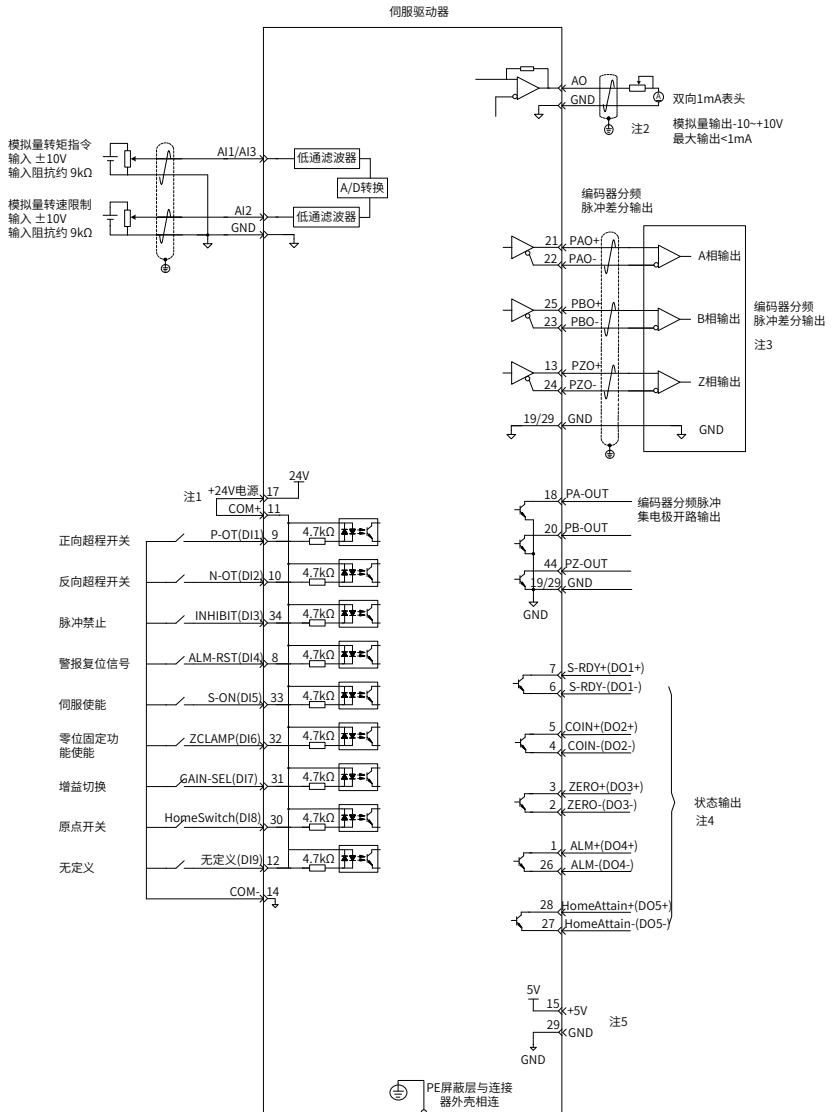 伺服驱动器
AO
GND
双向1mA表头
注2
模拟量输出-10~+10V
最大输出<1mA
A
模拟量转矩指令
输入 ±10V
输入阻抗约 9kΩ
AI1/AI3
低通滤波器
A/D转换
模拟量转速限制
输入 ±10V
输入阻抗约 9kΩ
AI2
GND
低通滤波器
编码器分频
脉冲差分输出
21 PAO+
22 PAO-
A相输出
25 PBO+
23 PBO-
B相输出
编码器分频
脉冲差分输出
注3
13 PZO+
24 PZO-
Z相输出
19/29 GND
GND
注1
+24V电源 17
24V
COM+ 11
正向超程开关
P-OT(DI1) 9
4.7kΩ
反向超程开关
N-OT(DI2) 10
4.7kΩ
脉冲禁止
INHIBIT(DI3) 34
4.7kΩ
警报复位信号
ALM-RST(DI4) 8
4.7kΩ
伺服使能
S-ON(DI5) 33
4.7kΩ
零位固定功
能使能
ZCLAMP(DI6) 32
4.7kΩ
增益切换
GAIN-SEL(DI7) 31
4.7kΩ
原点开关
HomeSwitch(DI8) 30
4.7kΩ
无定义
无定义(DI9) 12
4.7kΩ
COM- 14
18 PA-OUT
编码器分频脉冲
集电极开路输出
20 PB-OUT
44 PZ-OUT
19/29 GND
GND
7 S-RDY+(DO1+)
6 S-RDY-(DO1-)
5 COIN+(DO2+)
4 COIN-(DO2-)
3 ZERO+(DO3+)
2 ZERO-(DO3-)
状态输出
注4
1 ALM+(DO4+)
26 ALM-(DO4-)
28 HomeAttain+(DO5+)
27 HomeAttain-(DO5-)
5V
15 +5V
注5
29 GND
GND
PE屏蔽层与连接
器外壳相连